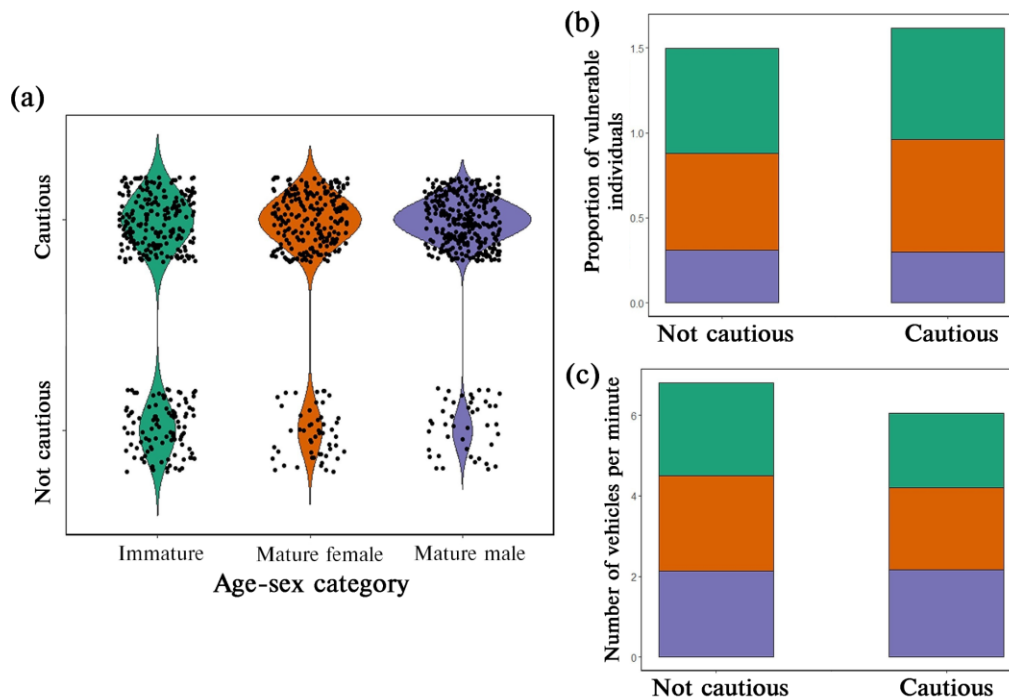 (a)
Cautious
Not cautious
Immature
Mature female
Mature male
Age-sex category
(b)
Proportion of vulnerable
individuals
1.5
1.0
0.5
0.0
Not cautious
Cautious
(c)
Number of vehicles per minute
6
4
2
0
Not cautious
Cautious